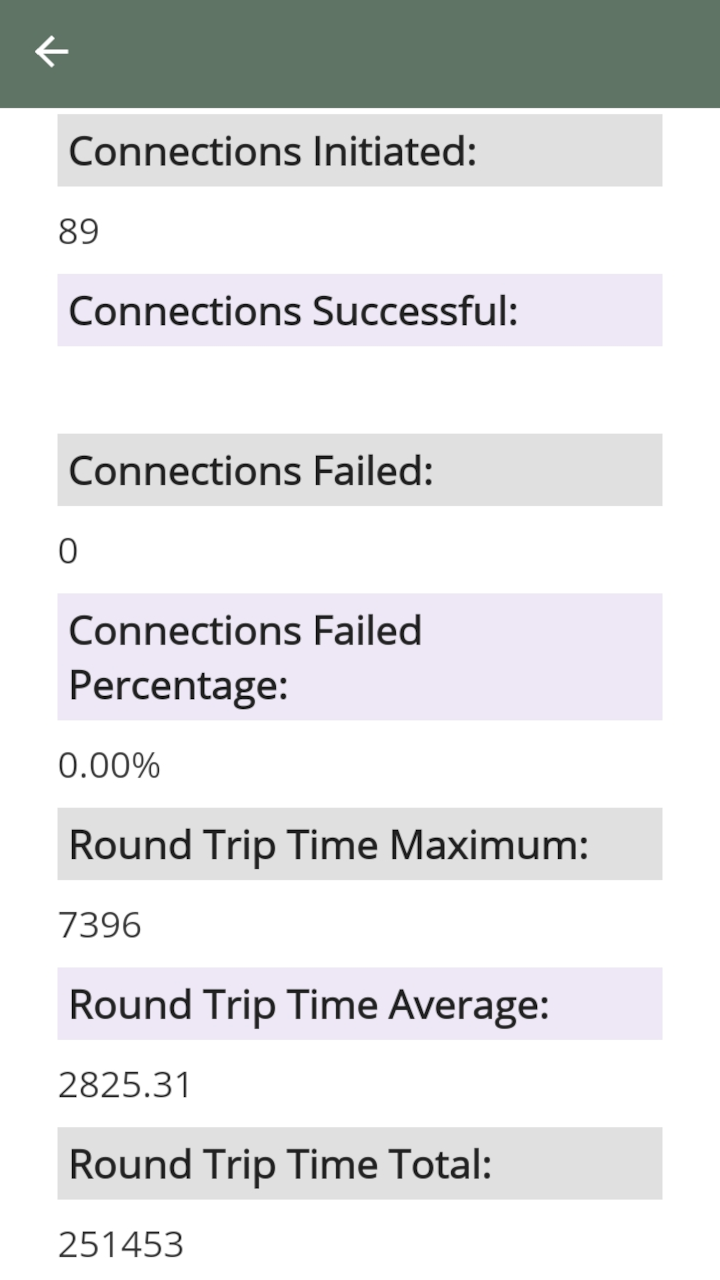 Connections Initiated:
89
Connections Successful:
Connections Failed:
0
Connections Failed
Percentage:
0.00%
Round Trip Time Maximum:
7396
Round Trip Time Average:
2825.31
Round Trip Time Total:
251453